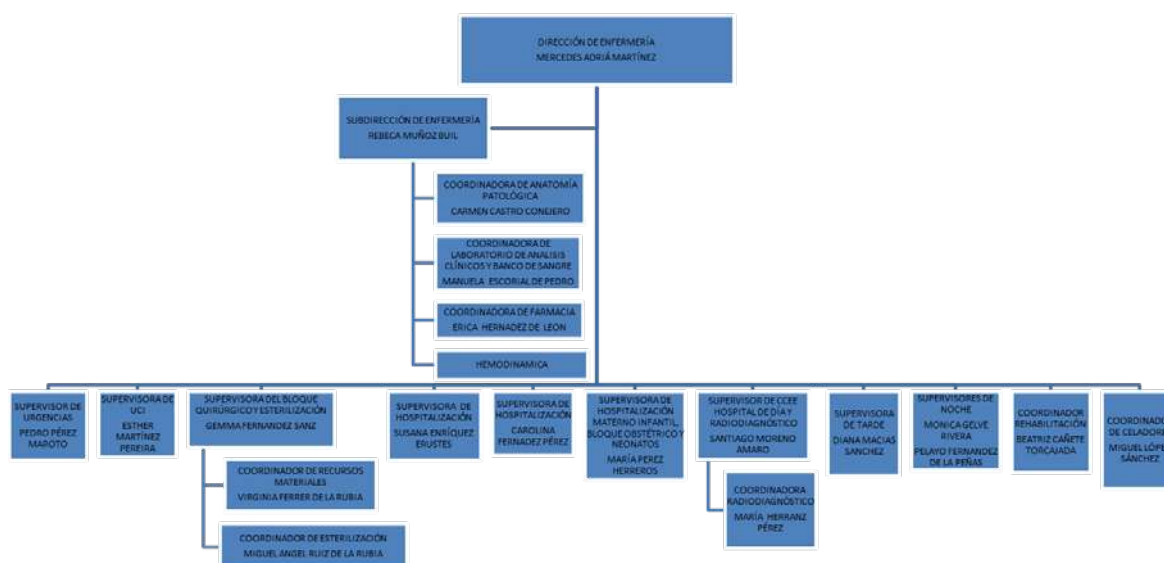 DIRECCIÓN DE ENFERMERÍA
MERCEDES ADRIÁ MARTÍNEZ
SUBDIRECCIÓN DE ENFERMERÍA
REBECA MUÑOZ BUIL
COORDINADORA DE ANATOMÍA
PATOLÓGICA
CARMEN CASTRO CONEJERO
COORDINADORA DE
LABORATORIO DE ANALISIS
CLÍNICOS Y BANCO DE SANGRE
MANUELA ESCORIAL DE PEDRO
COORDINADORA DE FARMACIA
ERICA HERNADEZ DE LEON
HEMODINAMICA
SUPERVISOR DE
URGENCIAS
PEDRO PÉREZ
MAROTO
SUPERVISORA DE
UCI
ESTHER
MARTÍNEZ
PEREIRA
SUPERVISORA DEL BLOQUE
QUIRÚRGICO Y ESTERILIZACIÓN
GEMMA FERNANDEZ SANZ
COORDINADOR DE RECURSOS
MATERIALES
VIRGINIA FERRER DE LA RUBIA
COORDINADOR DE ESTERILIZACIÓN
MIGUEL ANGEL RUIZ DE LA RUBIA
SUPERVISORA DE
HOSPITALIZACIÓN
SUSANA ENRÍQUEZ
ERUSTES
SUPERVISORA
DE HOSPITALIZACIÓN
CAROLINA
FERNADEZ PÉREZ
SUPERVISORA DE
HOSPITALIZACIÓN
MATERNO INFANTIL,
BLOQUE OBSTÉTRICO Y
NEONATOS
MARÍA PEREZ
HERREROS
SUPERVISOR DE CCEE
HOSPITAL DE DÍA Y
RADIODIAGNÓSTICO
SANTIAGO MORENO
AMARO
COORDINADORA
RADIODIAGNÓSTICO
MARÍA HERRANZ
PÉREZ
SUPERVISORA
DE TARDE
DIANA MACIAS
SANCHEZ
SUPERVISORES DE
NOCHE
MONICA GELVE
RIVERA
PELAYO FERNANDEZ
DE LA PEÑAS
COORDINADOR
REHABILITACIÓN
BEATRIZ CAÑETE
TORCAJADA
COORDINADOR
DE CELADORES
MIGUEL LÓPEZ
SÁNCHEZ